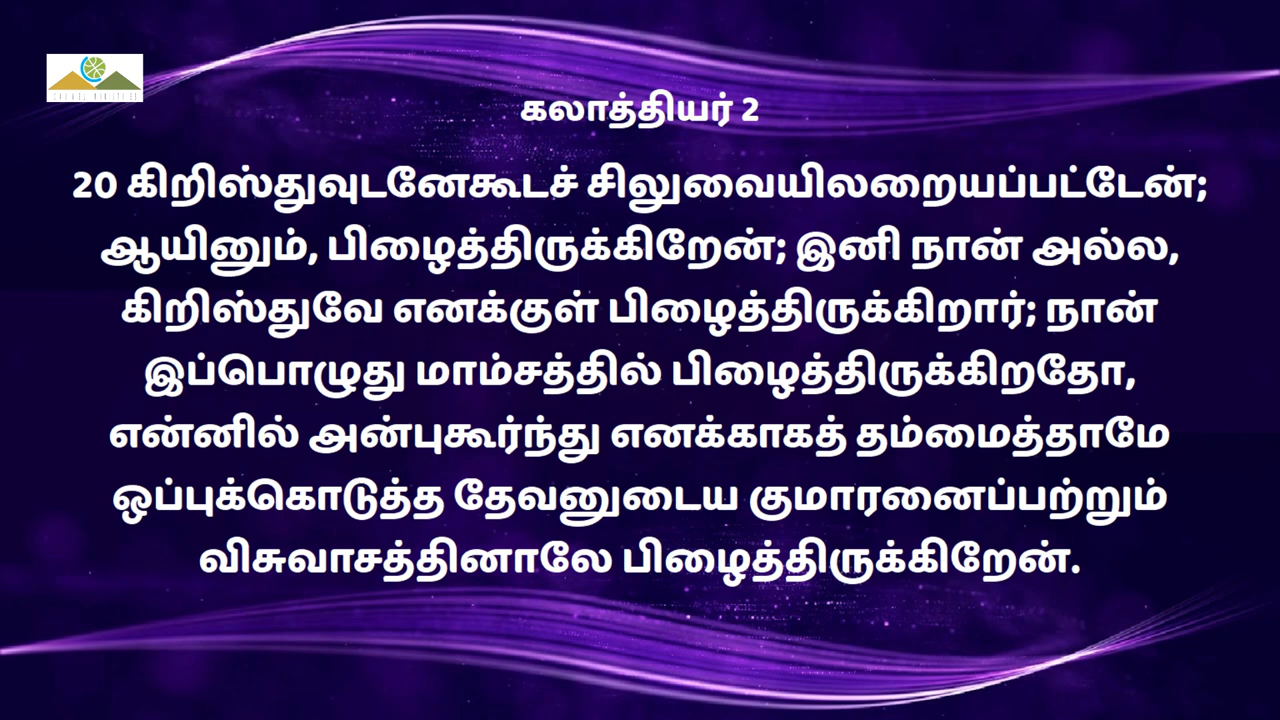 கலாத்தியர் 2
20 கிறிஸ்துவுடனேகூடச் சிலுவையிலறையப்பட்டேன்;
ஆயினும், பிழைத்திருக்கிறேன்; இனி நான் அல்ல,
கிறிஸ்துவே எனக்குள் பிழைத்திருக்கிறார்; நான்
இப்பொழுது மாம்சத்தில் பிழைத்திருக்கிறதோ,
என்னில் அன்புகூர்ந்து எனக்காகத் தம்மைத்தாமே
ஒப்புக்கொடுத்த தேவனுடைய குமாரனைப்பற்றும்
விசுவாசத்தினாலே பிழைத்திருக்கிறேன்.